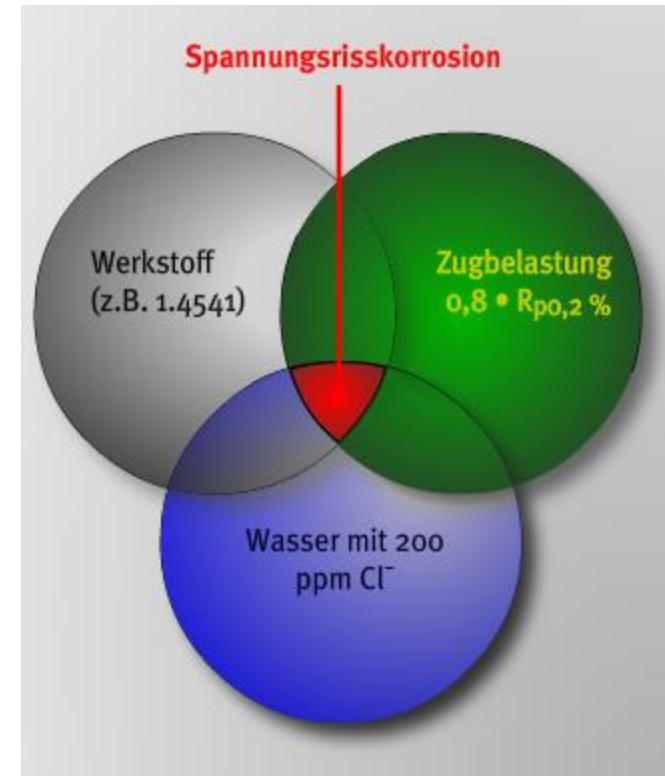 Spannungsrisskorrosion
Werkstoff
(z.B. 1.4541)
Zugbelastung
0,8 • Rp0,2 %
Wasser mit 200
ppm Cl⁻